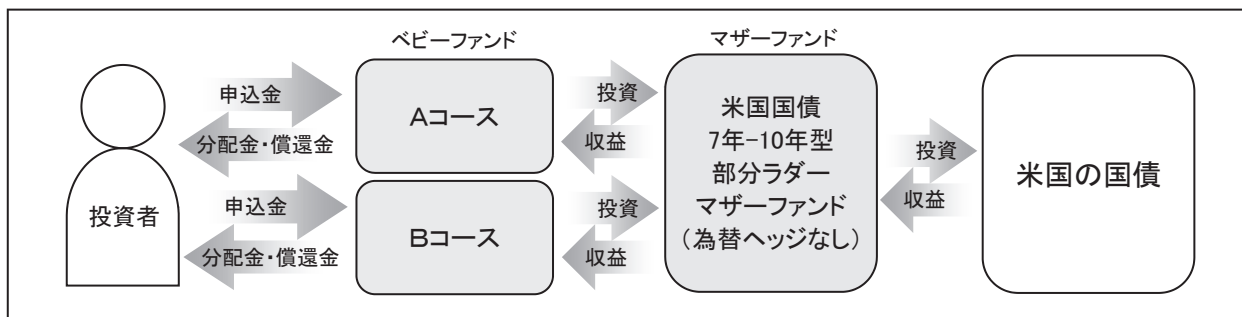 ベビーファンド
マザーファンド
申込金
分配金・償還金
申込金
分配金・償還金
投資者
Aコース
Bコース
投資
収益
投資
収益
米国国債
7年-10年型
部分ラダー
マザーファンド
(為替ヘッジなし)
投資
収益
米国の国債